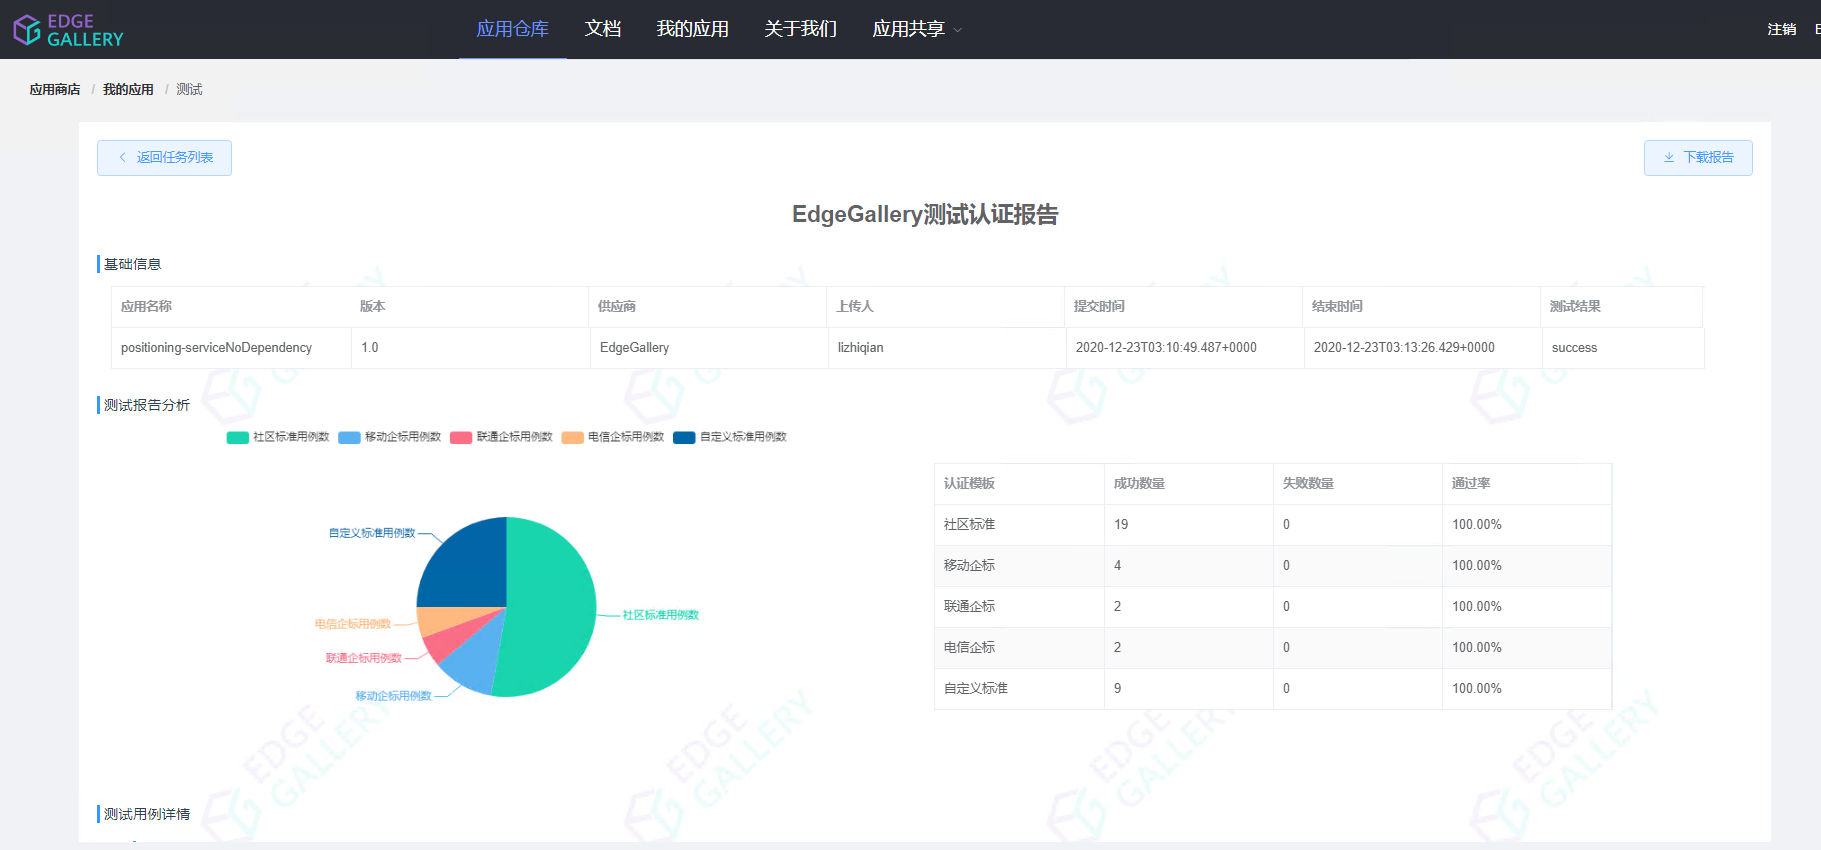 EDGE
GALLERY
应用仓库 文档 我的应用 关于我们 应用共享 注销
应用商店 / 我的应用 / 测试
返回任务列表 下载报告
EdgeGallery测试认证报告
基础信息
应用名称 版本 供应商 上传人 提交时间 结束时间 测试结果
positioning-serviceNoDependency 1.0 EdgeGallery lizhiqian 2020-12-23T03:10:49.487+0000 2020-12-23T03:13:26.429+0000 success
测试报告分析
社区标准用例数 移动企标用例数 联通企标用例数 电信企标用例数 自定义标准用例数
自定义标准用例数
电信企标用例数
联通企标用例数
移动企标用例数
社区标准用例数
认证模板 成功数量 失败数量 通过率
社区标准 19 0 100.00%
移动企标 4 0 100.00%
联通企标 2 0 100.00%
电信企标 2 0 100.00%
自定义标准 9 0 100.00%
EDGE GALLERY
EDGE GALLERY
EDGE GALLERY
EDGE GALLERY
测试用例详情